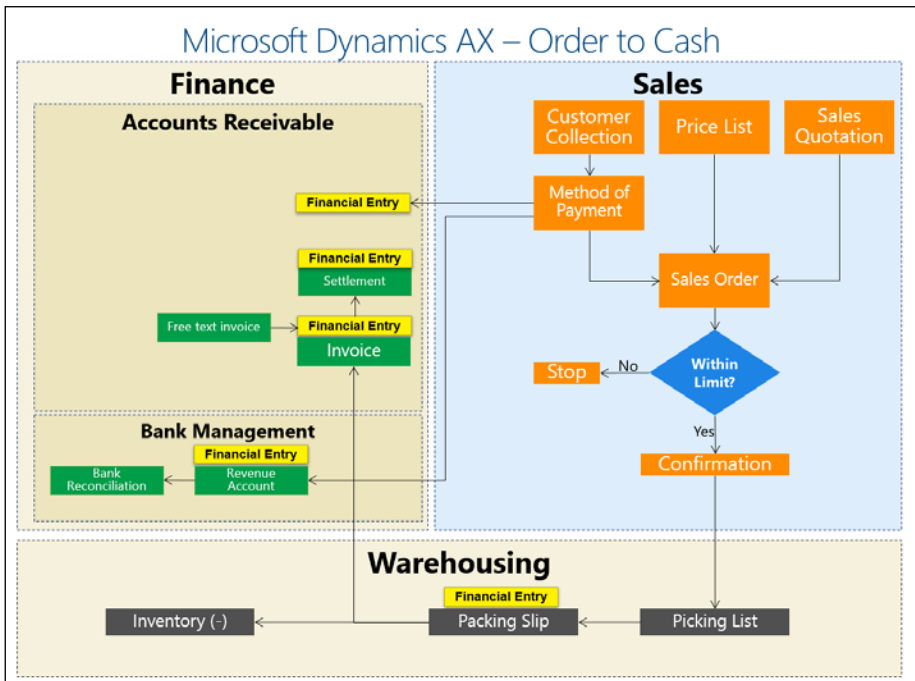 Microsoft Dynamics AX – Order to Cash
Finance
Accounts Receivable
Financial Entry
Financial Entry
Settlement
Free text invoice
Financial Entry
Invoice
Bank Management
Financial Entry
Bank
Reconciliation
Revenue
Account
Sales
Customer
Collection
Price List
Sales
Quotation
Method of
Payment
Sales Order
Within
Limit?
No
Stop
Yes
Confirmation
Warehousing
Financial Entry
Inventory (-)
Packing Slip
Picking List